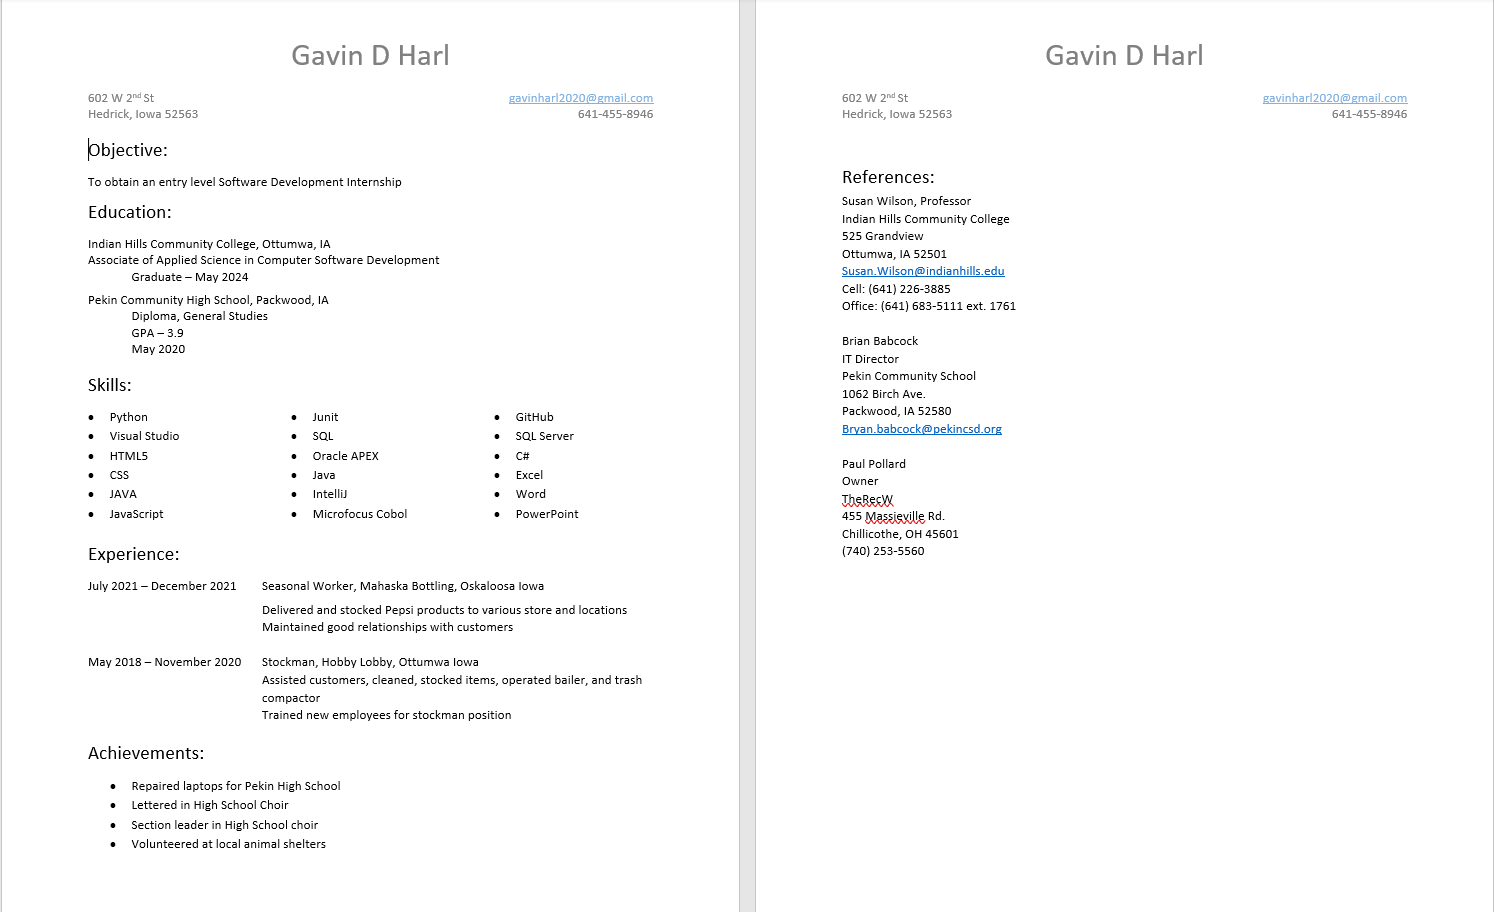 Gavin D Harl
602 W 2nd St
gavinharl2020@gmail.com
Hedrick, Iowa 52563
641-455-8946
Objective:
To obtain an entry level Software Development Internship
Education:
Indian Hills Community College, Ottumwa, IA
Associate of Applied Science in Computer Software Development
Graduate – May 2024
Pekin Community High School, Packwood, IA
Diploma, General Studies
GPA – 3.9
May 2020
Skills:
• Python
• Visual Studio
• HTML5
• CSS
• JAVA
• JavaScript
• Junit
• SQL
• Oracle APEX
• Java
• IntelliJ
• Microfocus Cobol
• GitHub
• SQL Server
• C#
• Excel
• Word
• PowerPoint
Experience:
July 2021 – December 2021 Seasonal Worker, Mahaska Bottling, Oskaloosa Iowa
Delivered and stocked Pepsi products to various store and locations
Maintained good relationships with customers
May 2018 – November 2020 Stockman, Hobby Lobby, Ottumwa Iowa
Assisted customers, cleaned, stocked items, operated bailer, and trash
compactor
Trained new employees for stockman position
Achievements:
• Repaired laptops for Pekin High School
• Lettered in High School Choir
• Section leader in High School choir
• Volunteered at local animal shelters
Gavin D Harl
602 W 2nd St
gavinharl2020@gmail.com
Hedrick, Iowa 52563
641-455-8946
References:
Susan Wilson, Professor
Indian Hills Community College
525 Grandview
Ottumwa, IA 52501
Susan.Wilson@indianhills.edu
Cell: (641) 226-3885
Office: (641) 683-5111 ext. 1761
Brian Babcock
IT Director
Pekin Community School
1062 Birch Ave.
Packwood, IA 52580
Bryan.babcock@pekincsd.org
Paul Pollard
Owner
TheRecW
455 Massieville Rd.
Chillicothe, OH 45601
(740) 253-5560